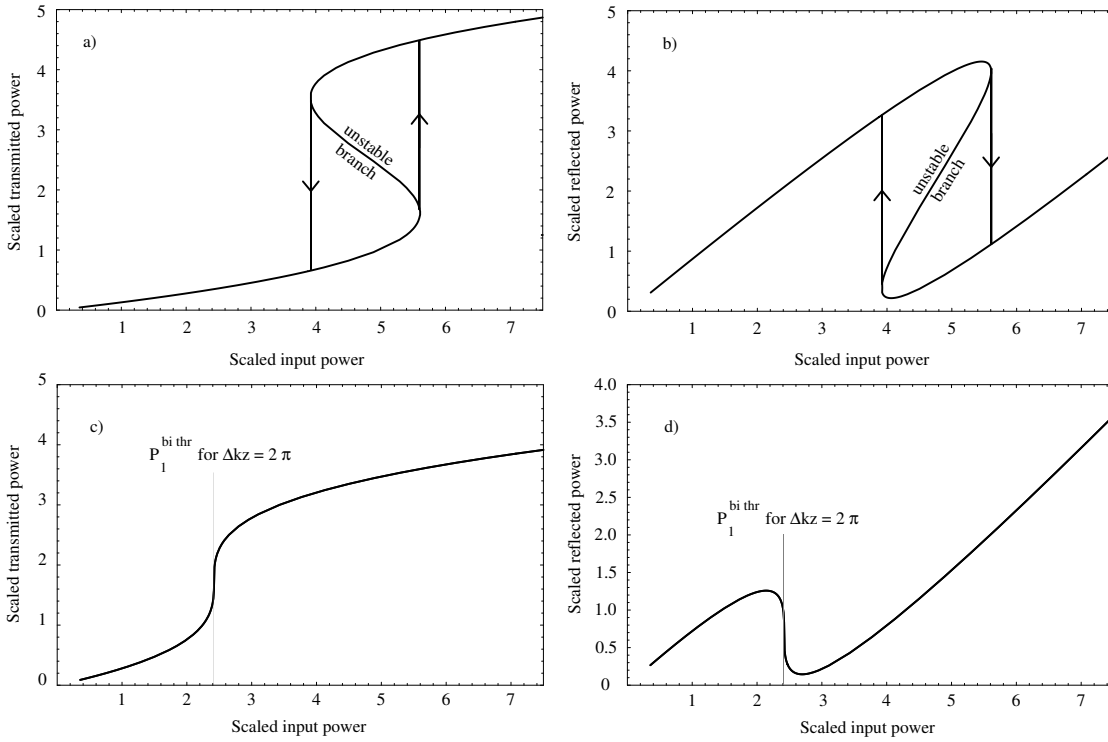 a)
5
4
3
2
1
0
Scaled transmitted power
unstable
branch
1 2 3 4 5 6 7
Scaled input power
b)
5
4
3
2
1
0
Scaled reflected power
unstable
branch
1 2 3 4 5 6 7
Scaled input power
c)
5
4
3
2
1
0
Scaled transmitted power
P_1^{bi thr} for Δkz = 2 π
1 2 3 4 5 6 7
Scaled input power
d)
4.0
3.5
3.0
2.5
2.0
1.5
1.0
0.5
0
Scaled reflected power
P_1^{bi thr} for Δkz = 2 π
1 2 3 4 5 6 7
Scaled input power